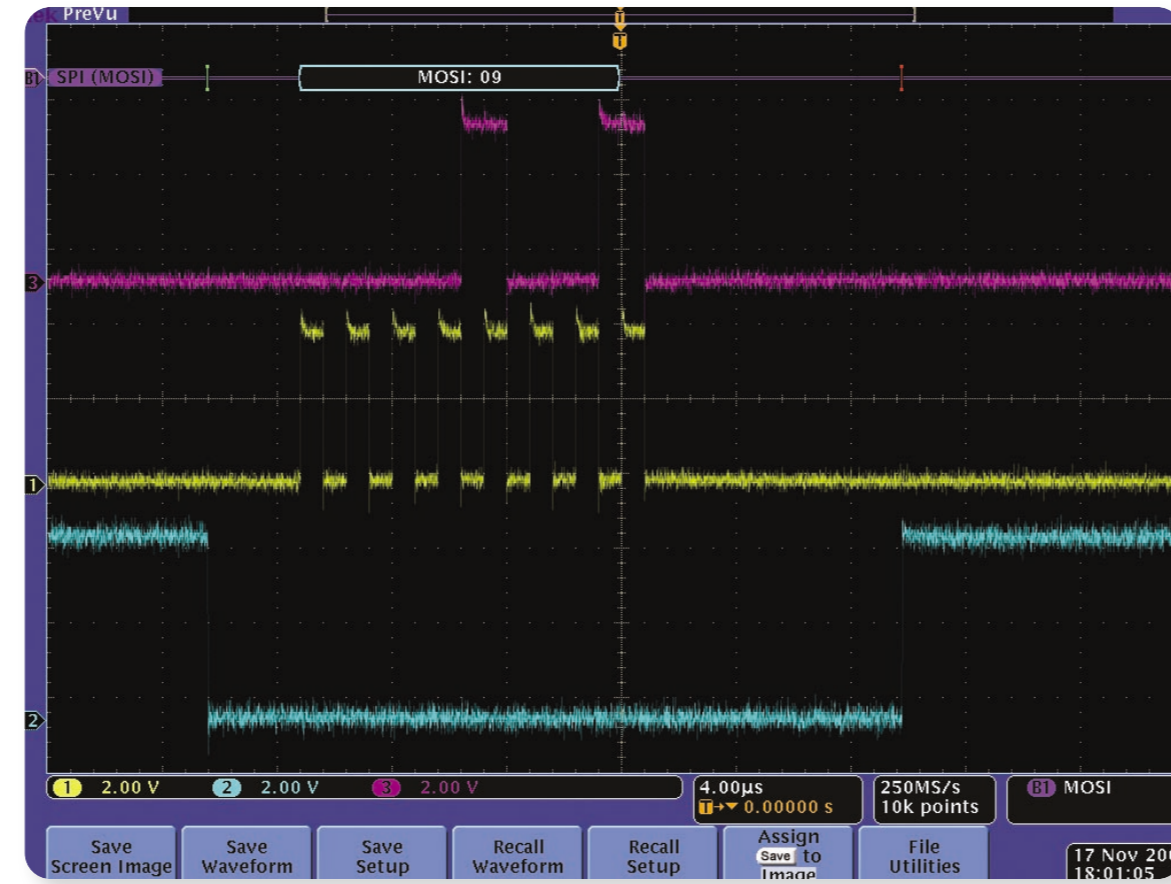 ek PreVu
T
T
B1 SPI (MOSI) MOSI: 09
3
1
2
1 2.00 V 2 2.00 V 3 2.00 V
4.00µs
T→▼ 0.00000 s
250MS/s
10k points
B1 MOSI
Save Screen Image
Save Waveform
Save Setup
Recall Waveform
Recall Setup
Assign Save to Image
File Utilities
17 Nov 20
18:01:05